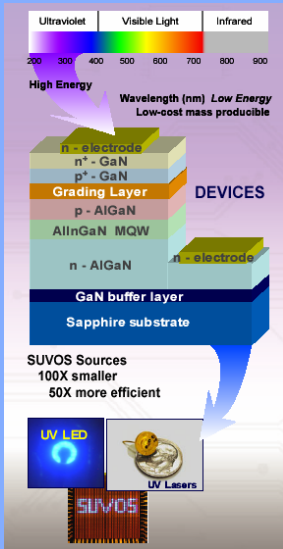 Ultraviolet Visible Light Infrared
200 300 400 500 600 700 800 900
High Energy
Wavelength (nm) Low Energy
Low-cost mass producible
n - electrode
n⁺ - GaN
p⁺ - GaN
Grading Layer
DEVICES
p - AlGaN
AlInGaN MQW
n - AlGaN
n - electrode
GaN buffer layer
Sapphire substrate
SUVOS Sources
100X smaller
50X more efficient
UV LED
UV Lasers
SUVOS